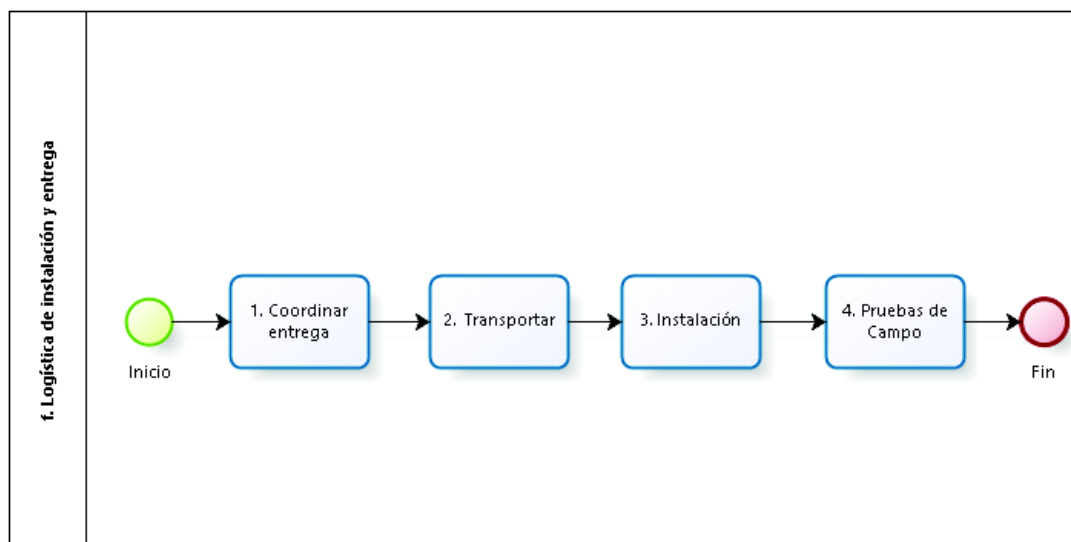 f. Logística de instalación y entrega
Inicio
1. Coordinar
entrega
2. Transportar
3. Instalación
4. Pruebas de
Campo
Fin